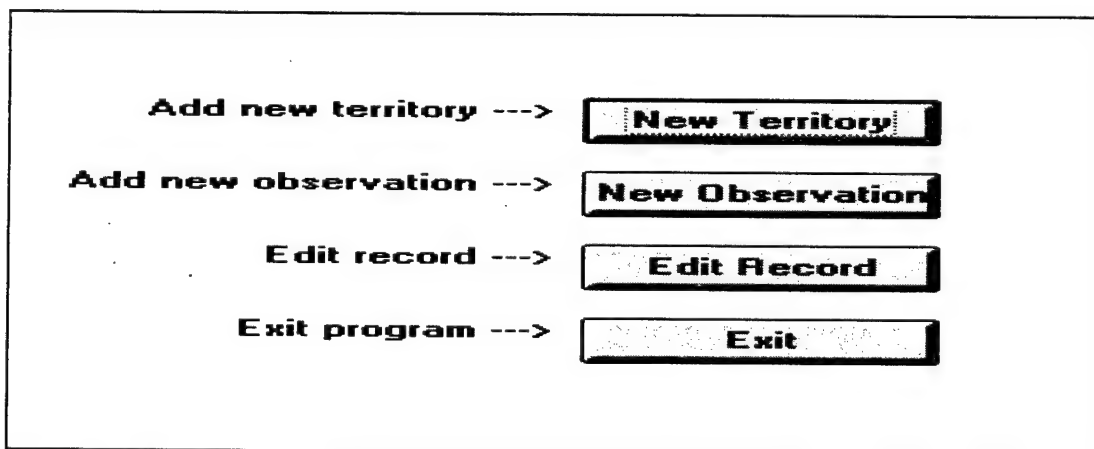 Add new territory ---> New Territory
Add new observation ---> New Observation
Edit record ---> Edit Record
Exit program ---> Exit